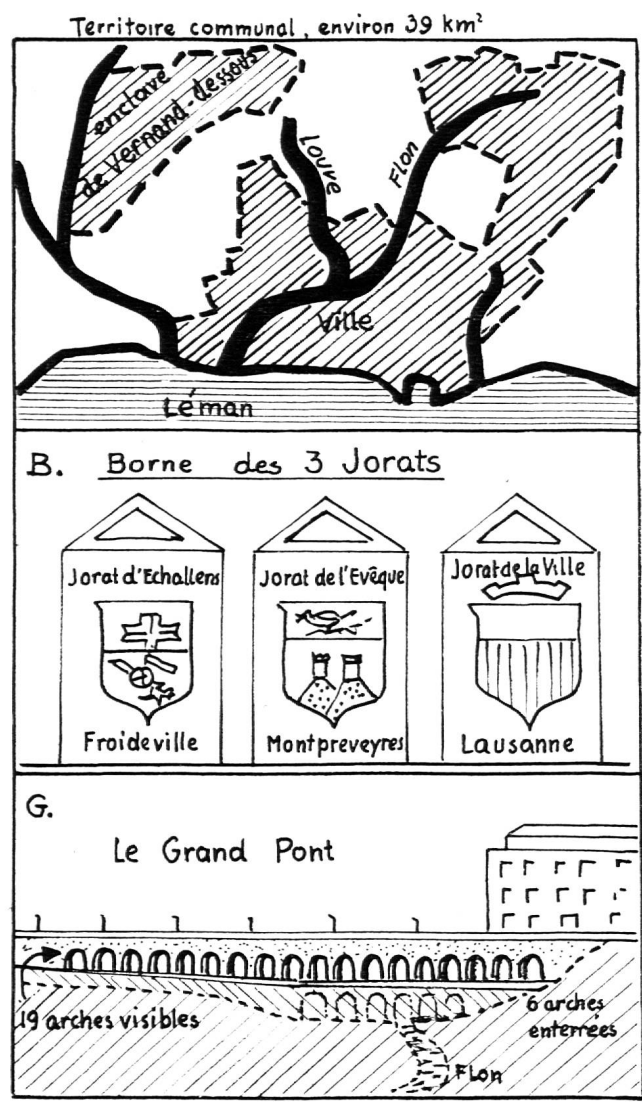 Territoire communal, environ 39 km²
enclave
de Vernand-dessous
Louve
Flon
Ville
Léman
B. Borne des 3 Jorats
Jorat d'Echallens
Froideville
Jorat de l'Evêque
Montpreveyres
Jorat de la Ville
Lausanne
G.
Le Grand Pont
19 arches visibles
6 arches
enterrées
Flon